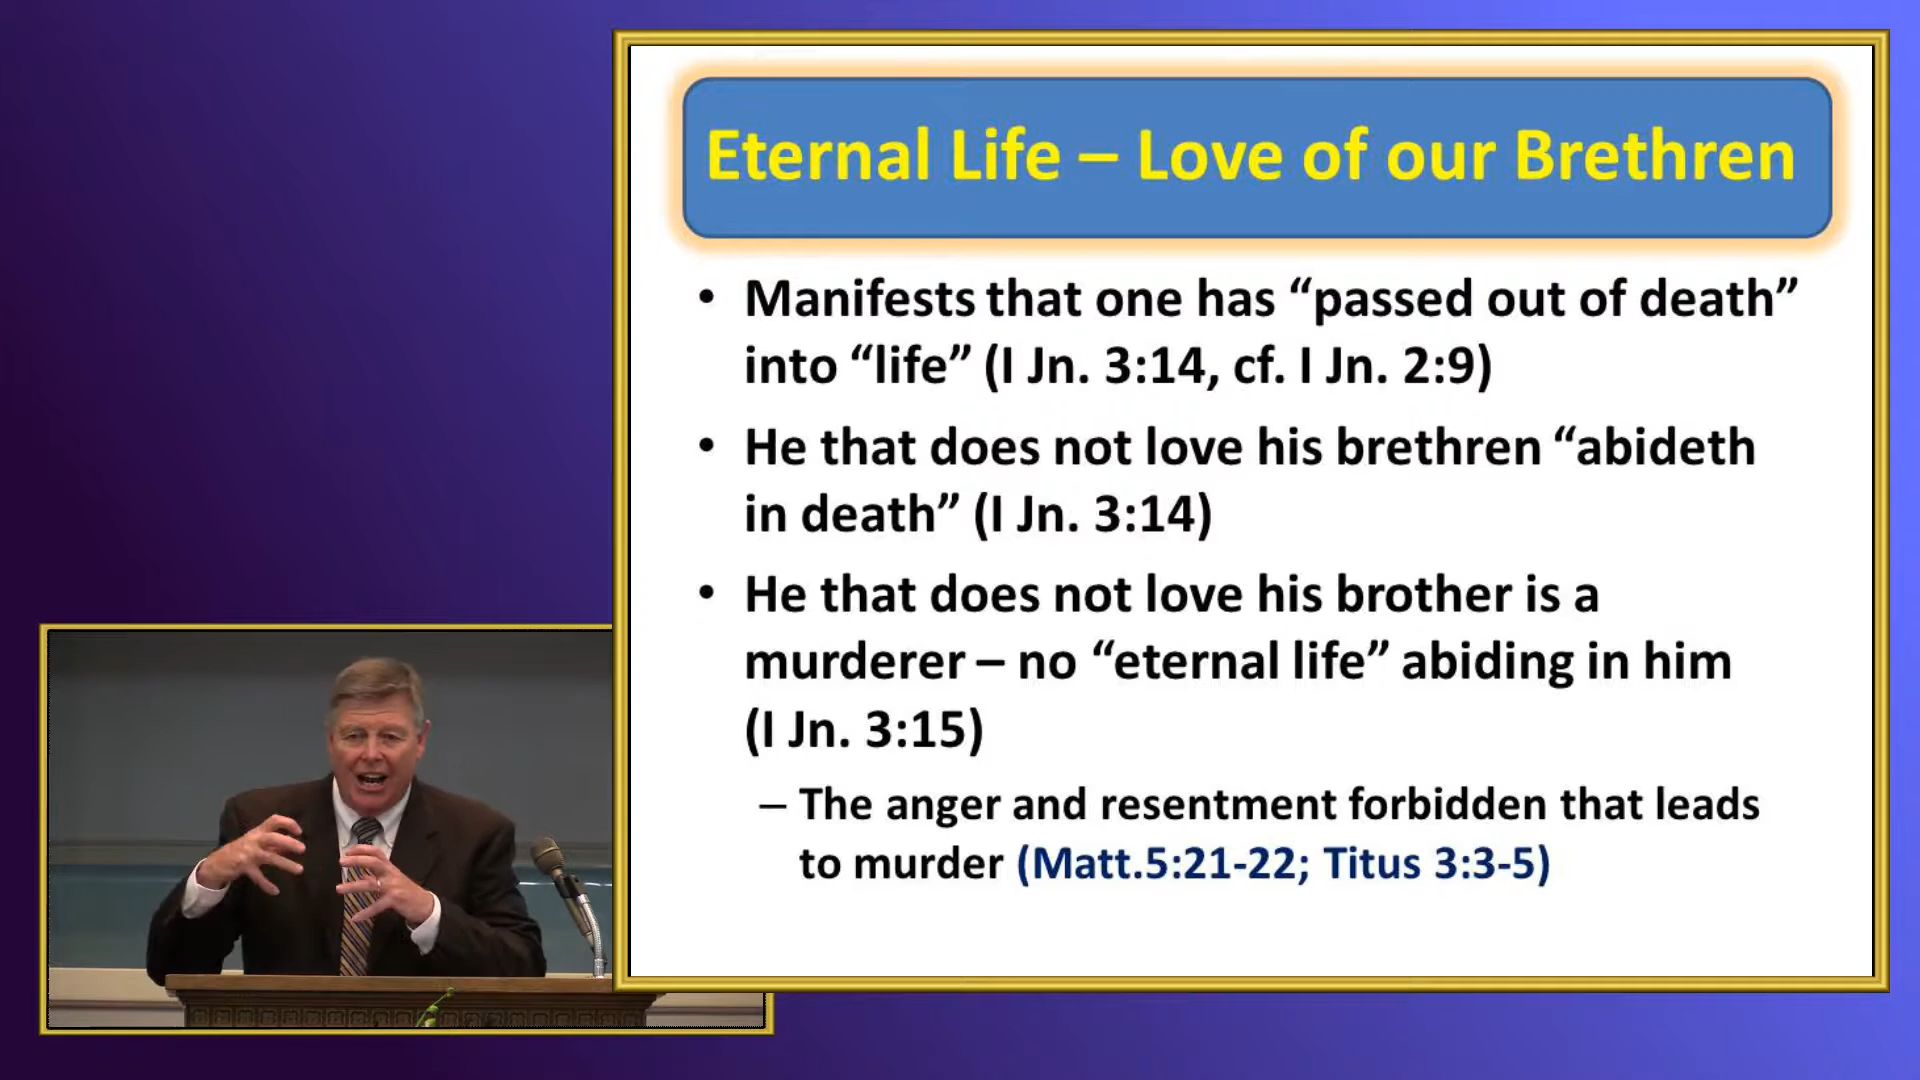 Eternal Life – Love of our Brethren
• Manifests that one has “passed out of death”
into “life” (I Jn. 3:14, cf. I Jn. 2:9)
• He that does not love his brethren “abideth
in death” (I Jn. 3:14)
• He that does not love his brother is a
murderer – no “eternal life” abiding in him
(I Jn. 3:15)
– The anger and resentment forbidden that leads
to murder (Matt.5:21-22; Titus 3:3-5)